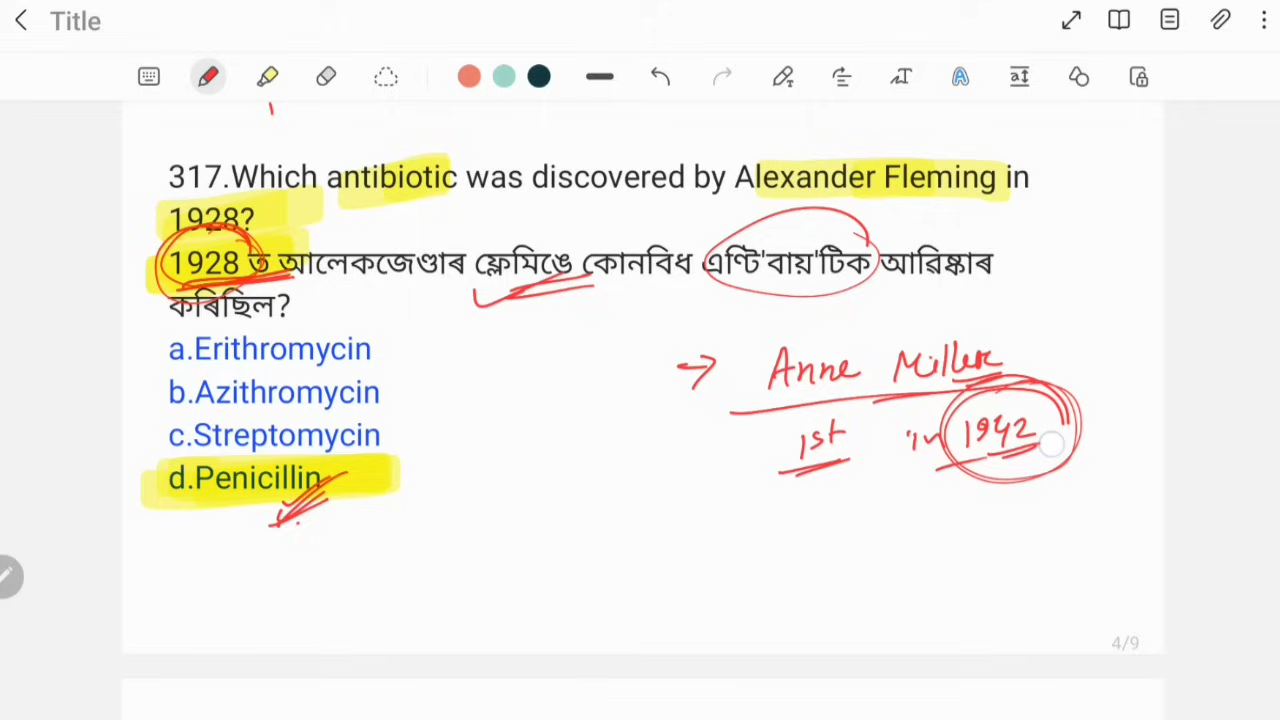 Title
317.Which antibiotic was discovered by Alexander Fleming in
1928?
1928 ত আলেকজেণ্ডাৰ ফ্লেমিঙে কোনবিধ এণ্টি'বায়'টিক আৱিষ্কাৰ
কৰিছিল?
a.Erithromycin
b.Azithromycin
c.Streptomycin
d.Penicillin
→ Anne Miller
1st in 1942
4/9